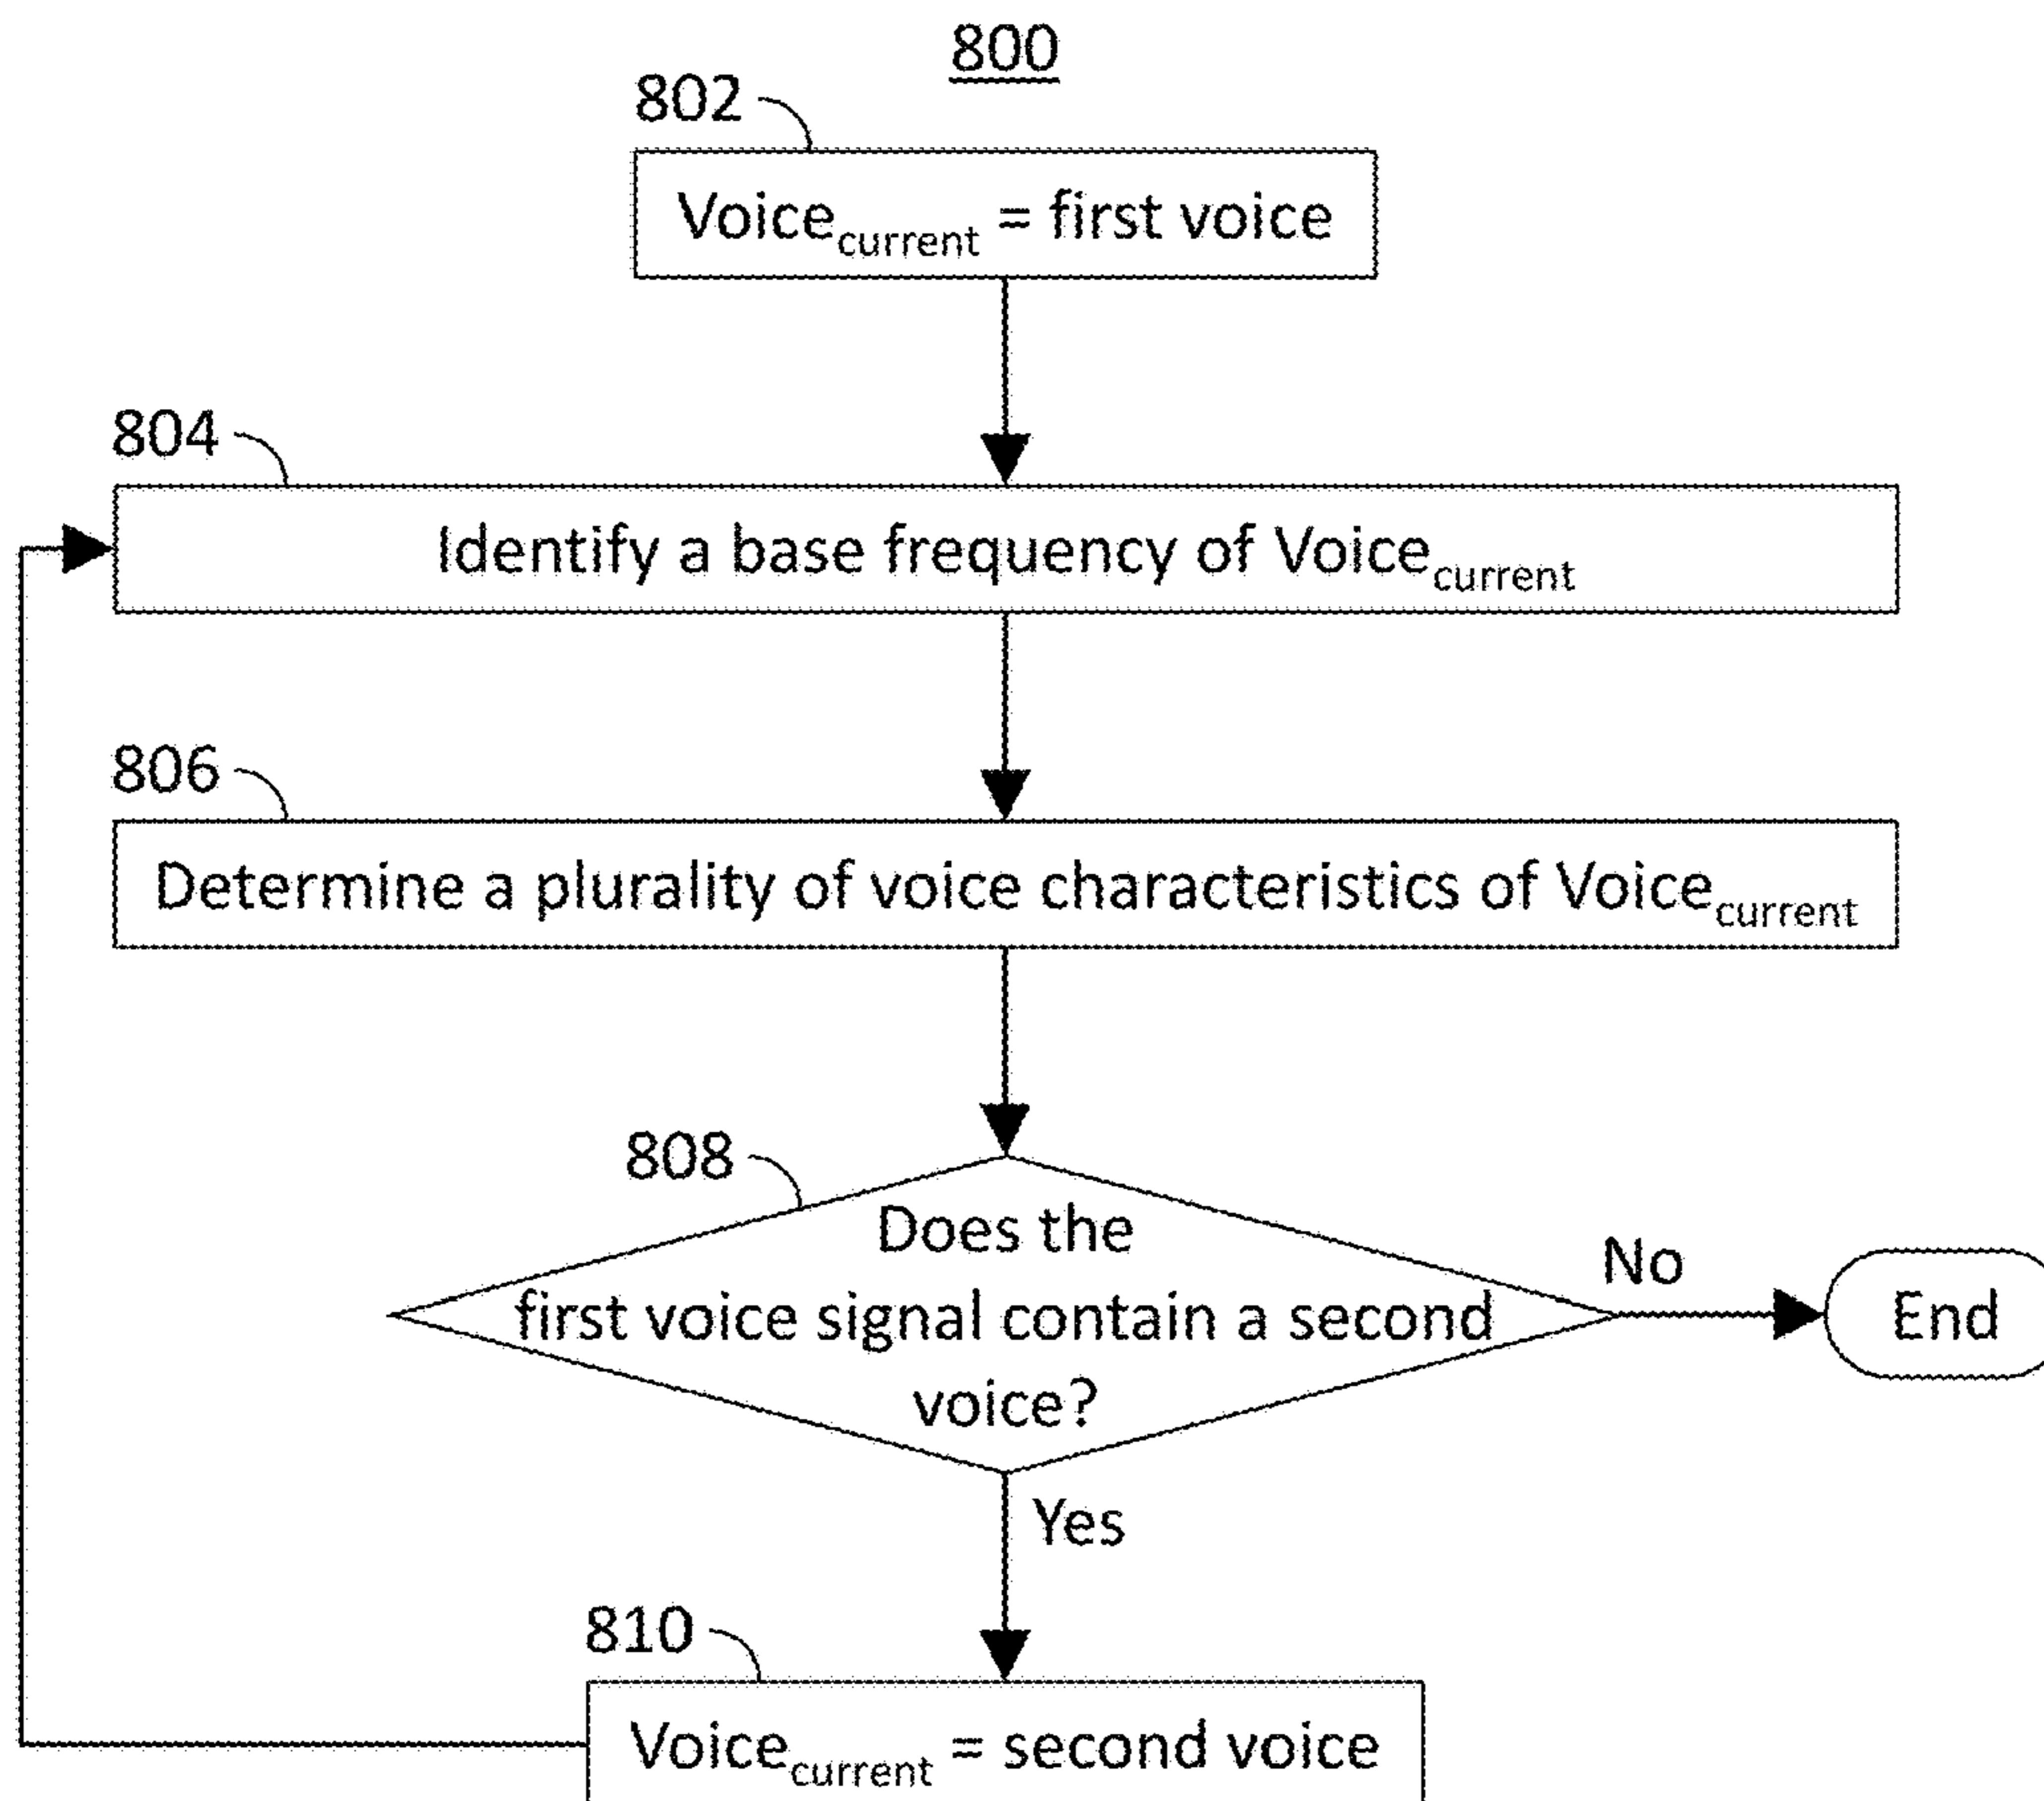 800
802
Voicecurrent = first voice
804
Identify a base frequency of Voicecurrent
806
Determine a plurality of voice characteristics of Voicecurrent
808
Does the
first voice signal contain a second
voice?
No
End
Yes
810
Voicecurrent = second voice